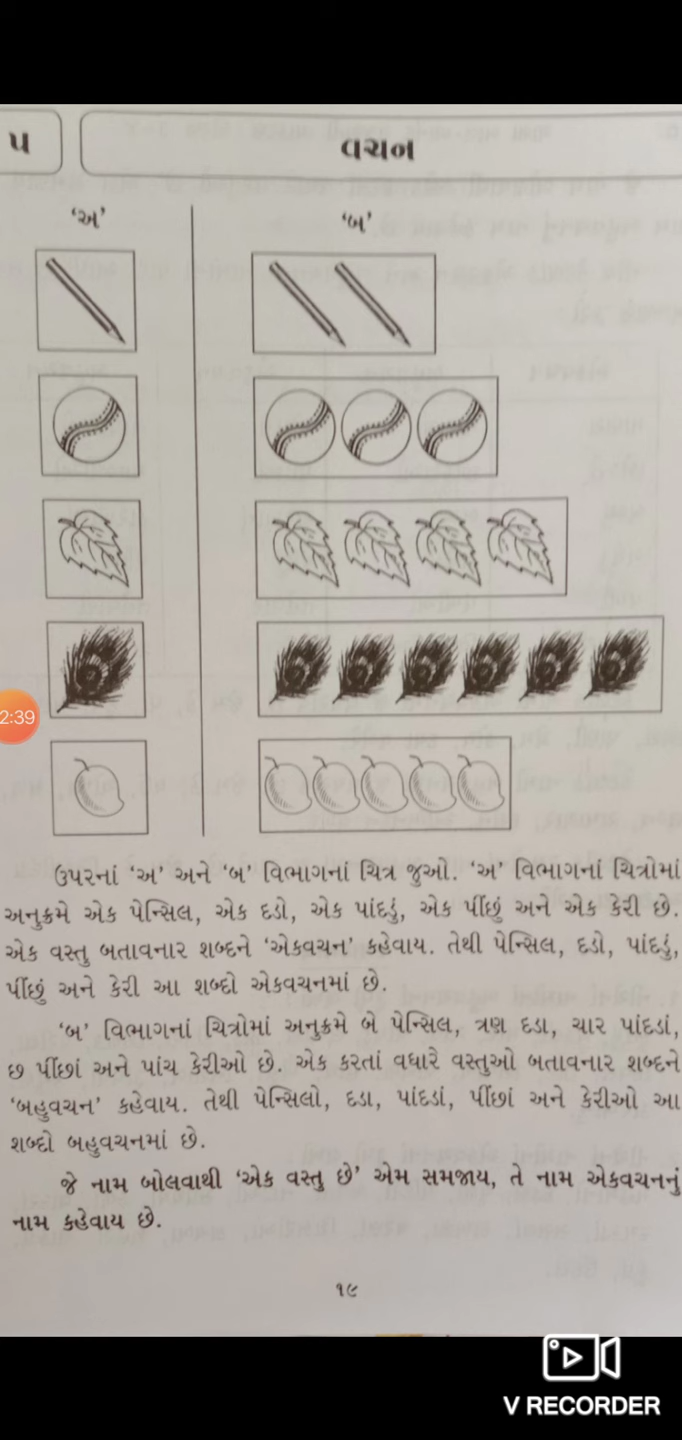 ૫
વચન
‘અ’
‘બ’
2:39
ઉપરનાં ‘અ’ અને ‘બ’ વિભાગનાં ચિત્ર જુઓ. ‘અ’ વિભાગનાં ચિત્રોમાં
અનુક્રમે એક પેન્સિલ, એક દડો, એક પાંદડું, એક પીંછું અને એક કેરી છે.
એક વસ્તુ બતાવનાર શબ્દને ‘એકવચન’ કહેવાય. તેથી પેન્સિલ, દડો, પાંદડું,
પીંછું અને કેરી આ શબ્દો એકવચનમાં છે.
‘બ’ વિભાગનાં ચિત્રોમાં અનુક્રમે બે પેન્સિલ, ત્રણ દડા, ચાર પાંદડાં,
છ પીંછાં અને પાંચ કેરીઓ છે. એક કરતાં વધારે વસ્તુઓ બતાવનાર શબ્દને
‘બહુવચન’ કહેવાય. તેથી પેન્સિલો, દડા, પાંદડાં, પીંછાં અને કેરીઓ આ
શબ્દો બહુવચનમાં છે.
જે નામ બોલવાથી ‘એક વસ્તુ છે’ એમ સમજાય, તે નામ એકવચનનું
નામ કહેવાય છે.
૧૯
V RECORDER